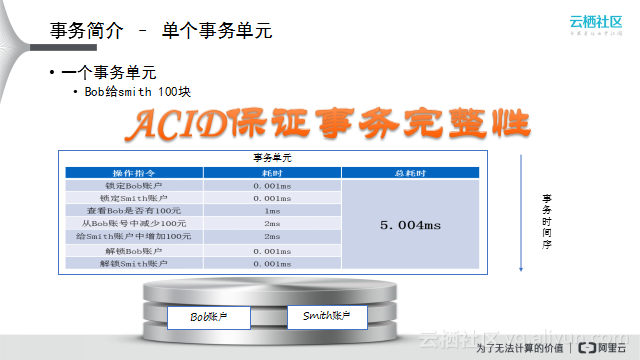 事务简介 – 单个事务单元
云栖社区
• 一个事务单元
• Bob给smith 100块
ACID保证事务完整性
事务单元
操作指令 耗时 总耗时
锁定Bob账户 0.001ms
锁定Smith账户 0.001ms
查看Bob是否有100元 1ms
从Bob账号中减少100元 2ms
给Smith账户中增加100元 2ms
解锁Bob账户 0.001ms
解锁Smith账户 0.001ms
5.004ms
事务时间序
Bob账户
Smith账户
云栖社区 yq.aliyun.com
为了无法计算的价值 | 阿里云